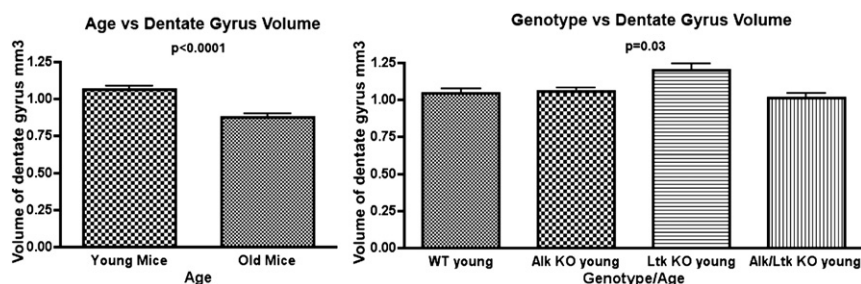 Age vs Dentate Gyrus Volume
p<0.0001
Volume of dentate gyrus mm3
1.25
1.00
0.75
0.50
0.25
0.00
Young Mice Old Mice
Age
Genotype vs Dentate Gyrus Volume
p=0.03
Volume of dentate gyrus mm3
1.25
1.00
0.75
0.50
0.25
0.00
WT young Alk KO young Ltk KO young Alk/Ltk KO young
Genotype/Age